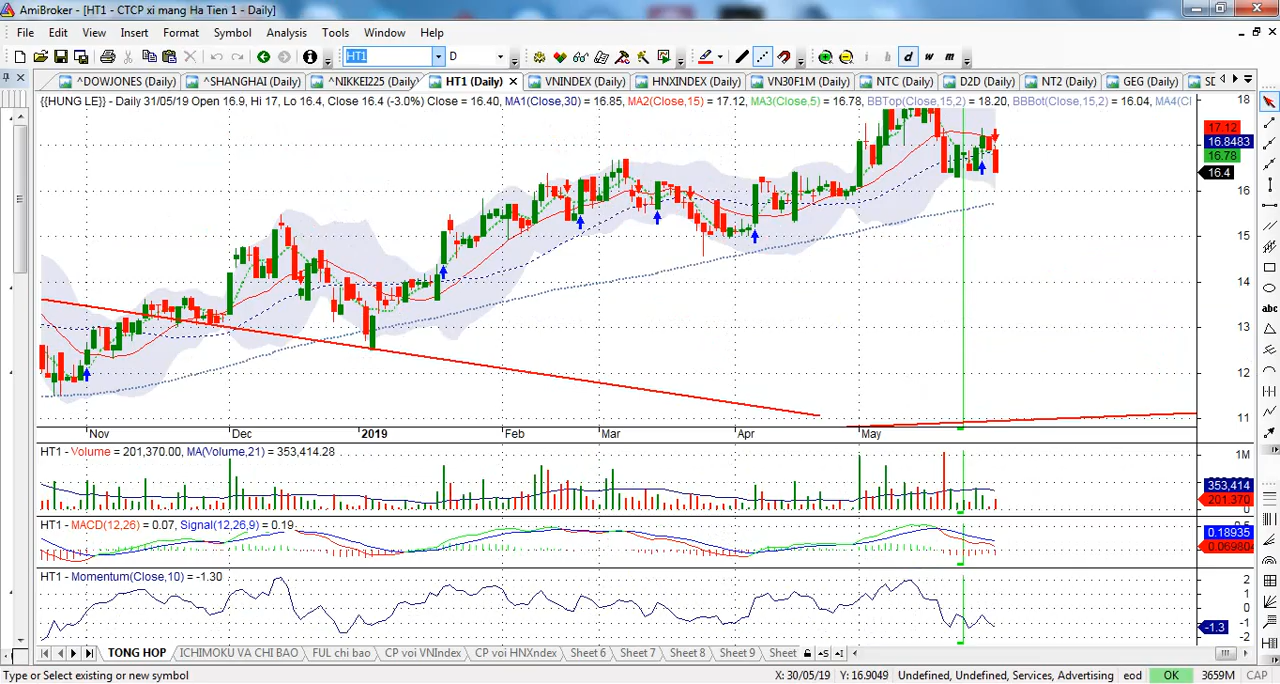 AmiBroker - [HT1 - CTCP xi mang Ha Tien 1 - Daily]
File Edit View Insert Format Symbol Analysis Tools Window Help
HT1 D i h d w m
^DOWJONES (Daily) ^SHANGHAI (Daily) ^NIKKEI225 (Daily) HT1 (Daily) VNINDEX (Daily) HNXINDEX (Daily) VN30F1M (Daily) NTC (Daily) D2D (Daily) NT2 (Daily) GEG (Daily) SD
{{HUNG LE}} - Daily 31/05/19 Open 16.9, Hi 17, Lo 16.4, Close 16.4 (-3.0%) Close = 16.40, MA1(Close,30) = 16.85, MA2(Close,15) = 17.12, MA3(Close,5) = 16.78, BBTop(Close,15,2) = 18.20, BBBot(Close,15,2) = 16.04, MA4(Cl
18
17.12
16.8483
16.78
16.4
16
15
14
13
12
11
abc
Nov Dec 2019 Feb Mar Apr May
HT1 - Volume = 201,370.00, MA(Volume,21) = 353,414.28
1M
353,414
201,370
0
HT1 - MACD(12,26) = 0.07, Signal(12,26,9) = 0.19
0.5
0.18935
0.06980
HT1 - Momentum(Close,10) = -1.30
2
1
0
-1.3
-2
TONG HOP ICHIMOKU VA CHI BAO FUL chi bao CP voi VNIndex CP voi HNXindex Sheet 6 Sheet 7 Sheet 8 Sheet 9 Sheet
Type or Select existing or new symbol X: 30/05/19 Y: 16.9049 Undefined, Undefined, Services, Advertising eod OK 3659M CAP